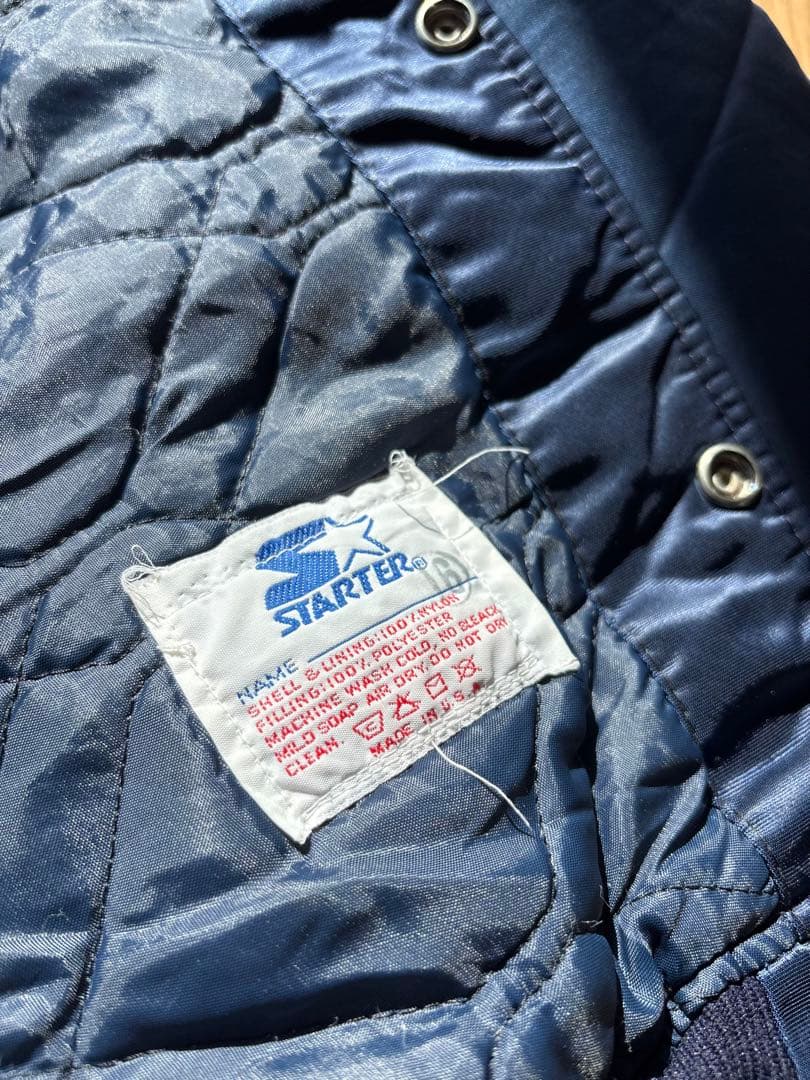 STARTER®
6
NAME
SHELL & LINING:100% NYLON
FILLING:100% POLYESTER
MACHINE WASH COLD, NO BLEACH
MILD SOAP AIR DRY. DO NOT DRY
CLEAN.
MADE IN U.S.A.